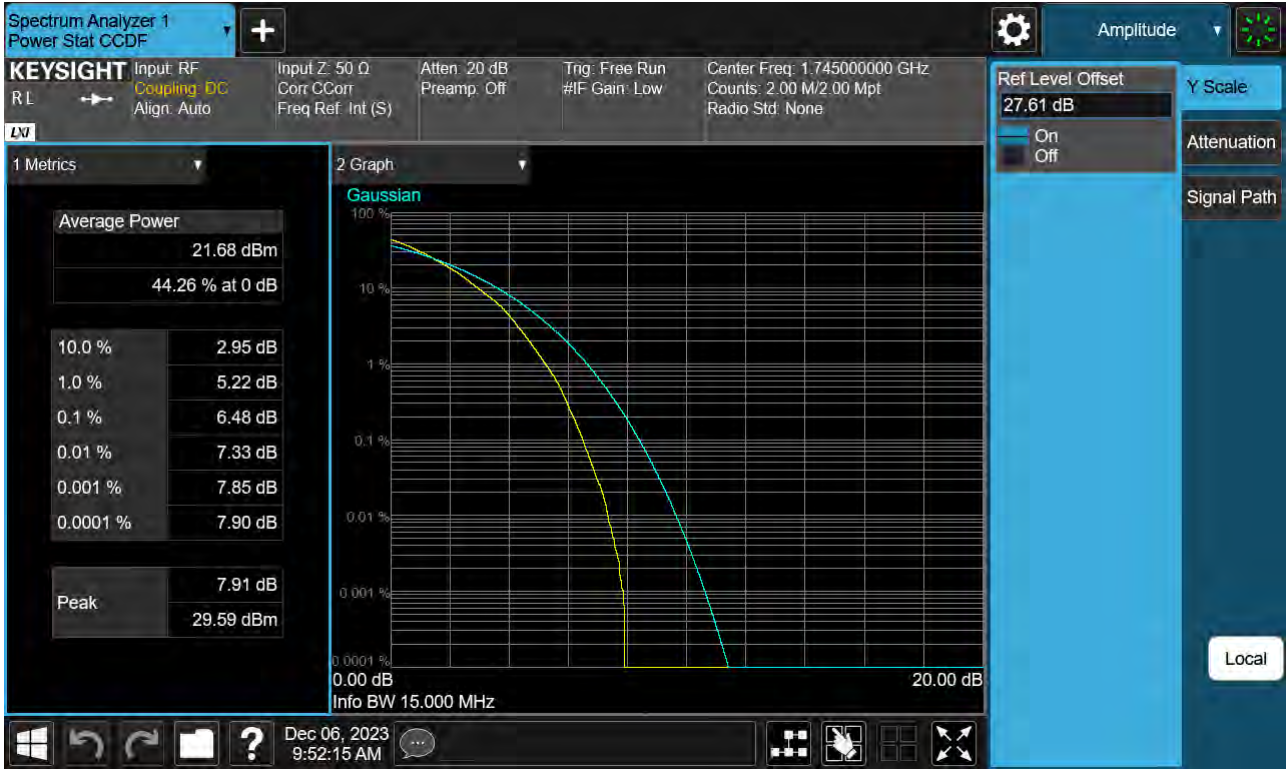 Spectrum Analyzer 1
Power Stat CCDF
Amplitude
KEYSIGHT
R L
LXI
Input: RF
Coupling: DC
Align: Auto
Input Z: 50 Ω
Corr CCorr
Freq Ref: Int (S)
Atten: 20 dB
Preamp: Off
Trig: Free Run
#IF Gain: Low
Center Freq: 1.745000000 GHz
Counts: 2.00 M/2.00 Mpt
Radio Std: None
Ref Level Offset
27.61 dB
On
Off
Y Scale
Attenuation
Signal Path
Local
1 Metrics
Average Power
21.68 dBm
44.26 % at 0 dB
10.0 % 2.95 dB
1.0 % 5.22 dB
0.1 % 6.48 dB
0.01 % 7.33 dB
0.001 % 7.85 dB
0.0001 % 7.90 dB
Peak
7.91 dB
29.59 dBm
2 Graph
Gaussian
100 %
10 %
1 %
0.1 %
0.01 %
0.001 %
0.0001 %
0.00 dB 20.00 dB
Info BW 15.000 MHz
?
Dec 06, 2023
9:52:15 AM